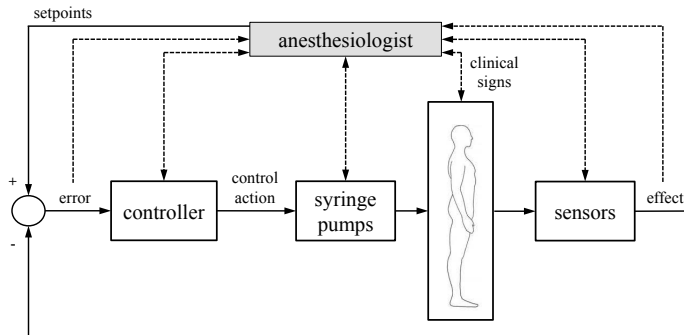 setpoints
anesthesiologist
clinical
signs
+
error
controller
control
action
syringe
pumps
sensors
effect
-